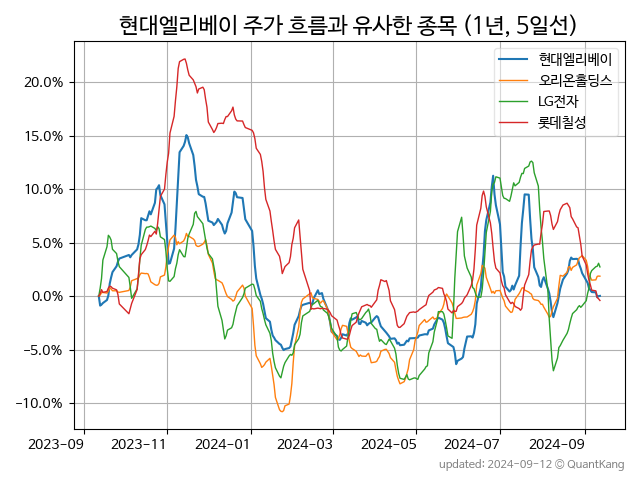 현대엘리베이 주가 흐름과 유사한 종목 (1년, 5일선)
현대엘리베이
오리온홀딩스
LG전자
롯데칠성
20.0%
15.0%
10.0%
5.0%
0.0%
−5.0%
−10.0%
2023-09 2023-11 2024-01 2024-03 2024-05 2024-07 2024-09
updated: 2024-09-12 © QuantKang